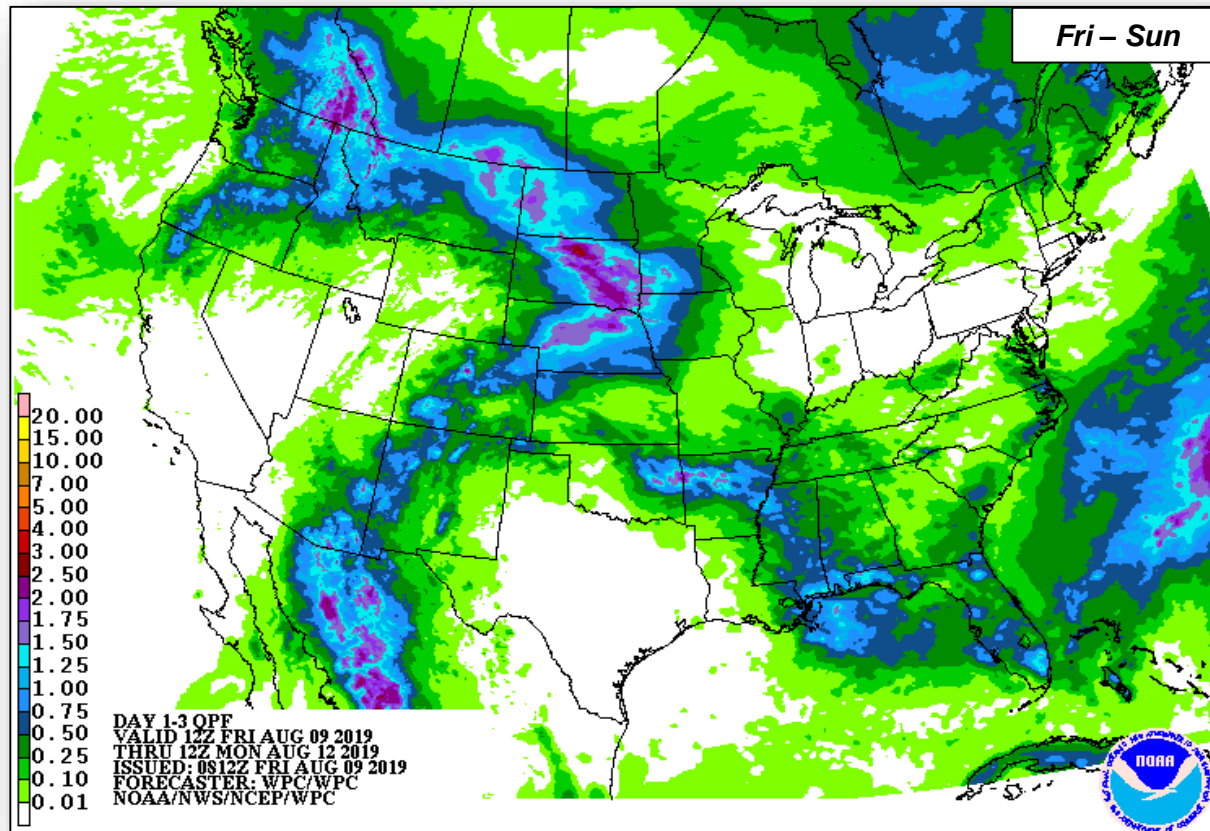 Fri – Sun
20.00
15.00
10.00
7.00
5.00
4.00
3.00
2.50
2.00
1.75
1.50
1.25
1.00
0.75
0.50
0.25
0.10
0.01
DAY 1-3 QPF
VALID 12Z FRI AUG 09 2019
THRU 12Z MON AUG 12 2019
ISSUED: 0812Z FRI AUG 09 2019
FORECASTER: WPC/WPC
NOAA/NWS/NCEP/WPC
NOAA